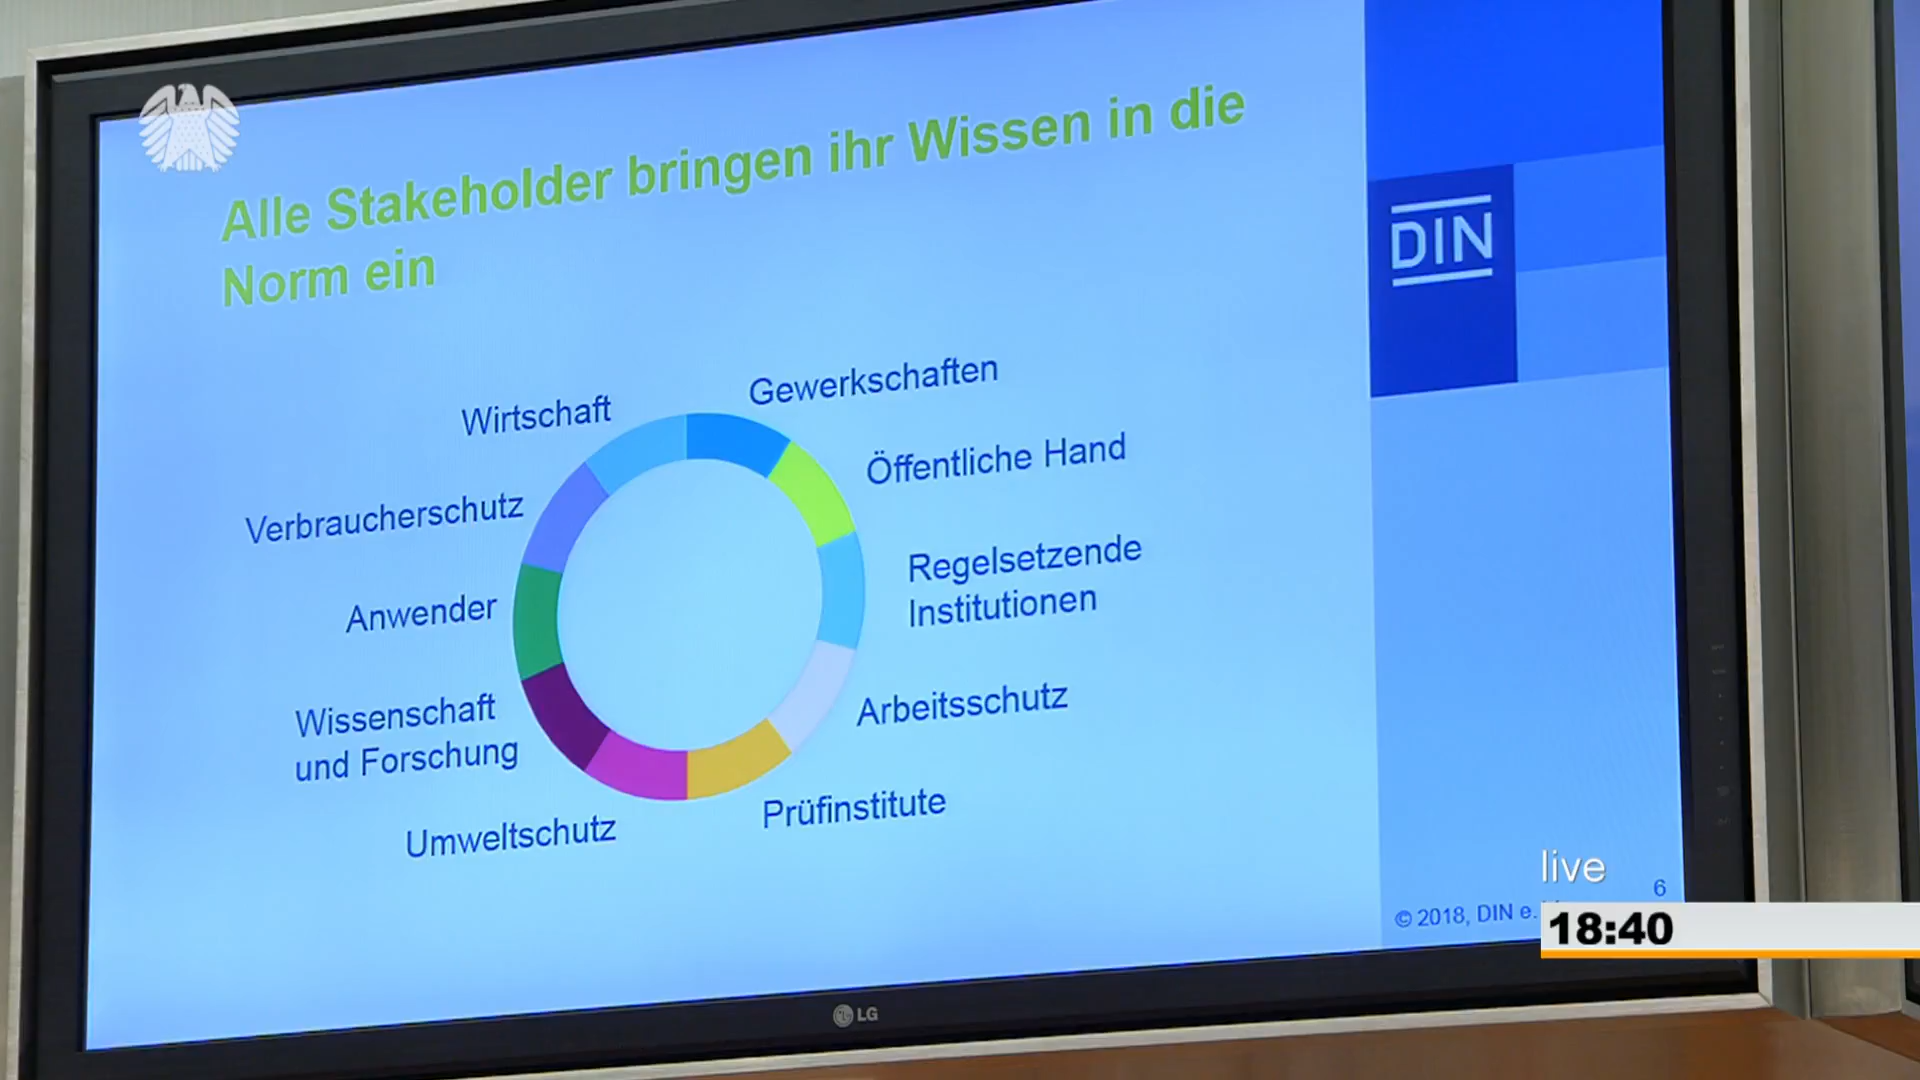 Alle Stakeholder bringen ihr Wissen in die
Norm ein
DIN
Gewerkschaften
Wirtschaft
Öffentliche Hand
Verbraucherschutz
Regelsetzende
Institutionen
Anwender
Arbeitsschutz
Wissenschaft
und Forschung
Prüfinstitute
Umweltschutz
live
6
© 2018, DIN e.
18:40
LG